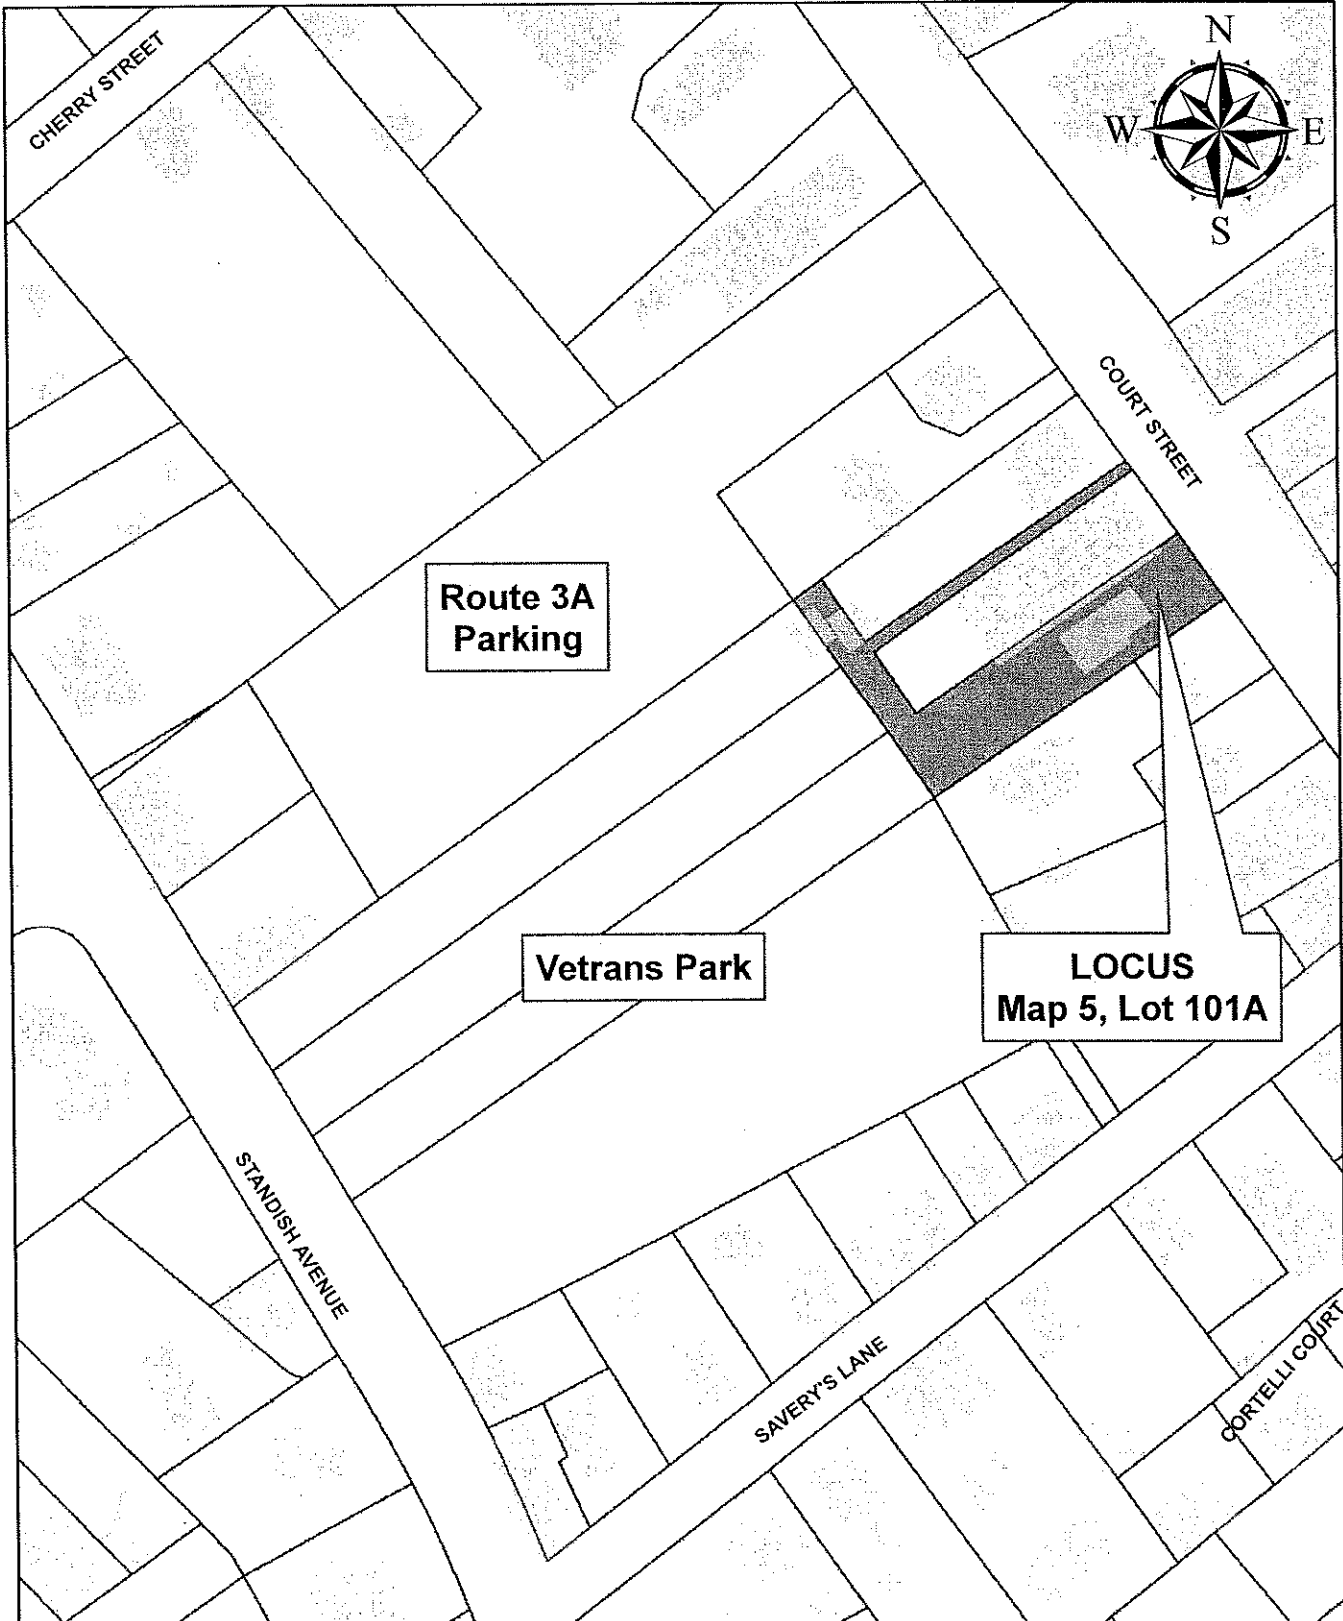 CHERRY STREET
N
W
E
S
COURT STREET
Route 3A
Parking
Vetrans Park
LOCUS
Map 5, Lot 101A
STANDISH AVENUE
SAVERY'S LANE
CORTELLI COURT